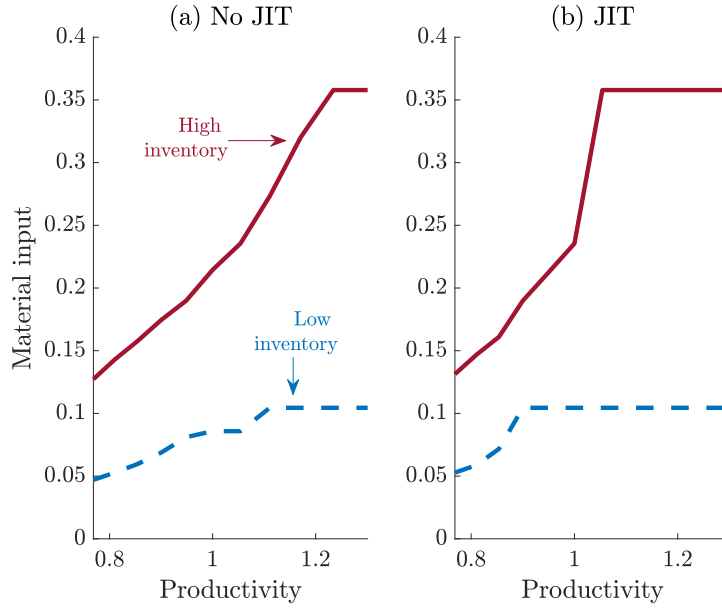 (a) No JIT
(b) JIT
Material input
0.4
0.35
0.3
0.25
0.2
0.15
0.1
0.05
0
High
inventory
Low
inventory
0.8
1
1.2
Productivity
0.4
0.35
0.3
0.25
0.2
0.15
0.1
0.05
0
0.8
1
1.2
Productivity